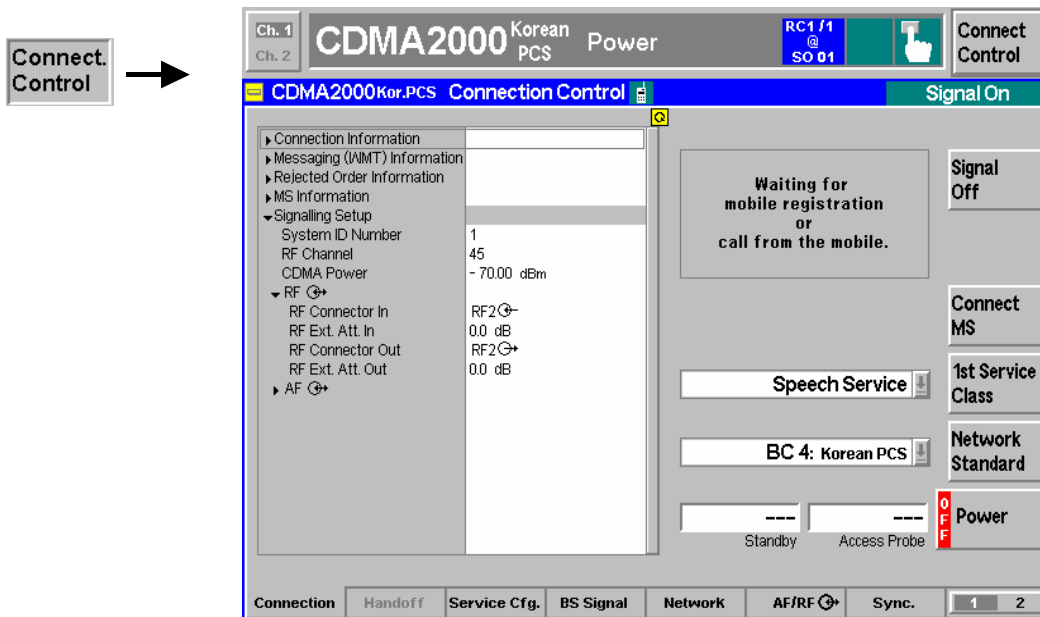 Connect.
Control
Ch. 1
Ch. 2
CDMA2000 Korean PCS Power
RC1 /1
@
SO 01
Connect
Control
CDMA2000 Kor.PCS Connection Control
Signal On
Connection Information
Messaging (WMT) Information
Rejected Order Information
MS Information
Signalling Setup
System ID Number 1
RF Channel 45
CDMA Power - 70.00 dBm
RF
RF Connector In RF2
RF Ext. Att. In 0.0 dB
RF Connector Out RF2
RF Ext. Att. Out 0.0 dB
AF
Waiting for
mobile registration
or
call from the mobile.
Speech Service
BC 4: Korean PCS
--- ---
Standby Access Probe
Signal
Off
Connect
MS
1st Service
Class
Network
Standard
OFF Power
Connection Handoff Service Cfg. BS Signal Network AF/RF Sync. 1 2